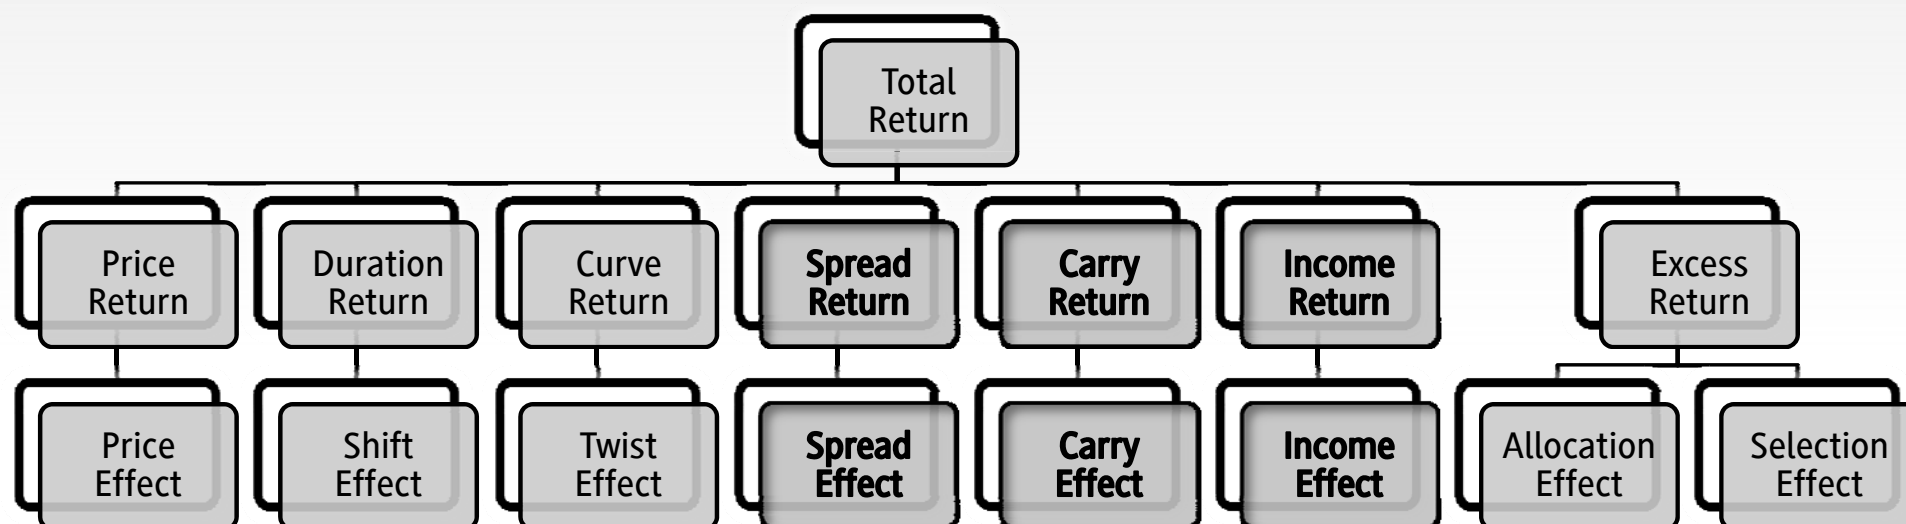 Total
Return
Price
Return
Duration
Return
Curve
Return
Spread
Return
Carry
Return
Income
Return
Excess
Return
Price
Effect
Shift
Effect
Twist
Effect
Spread
Effect
Carry
Effect
Income
Effect
Allocation
Effect
Selection
Effect